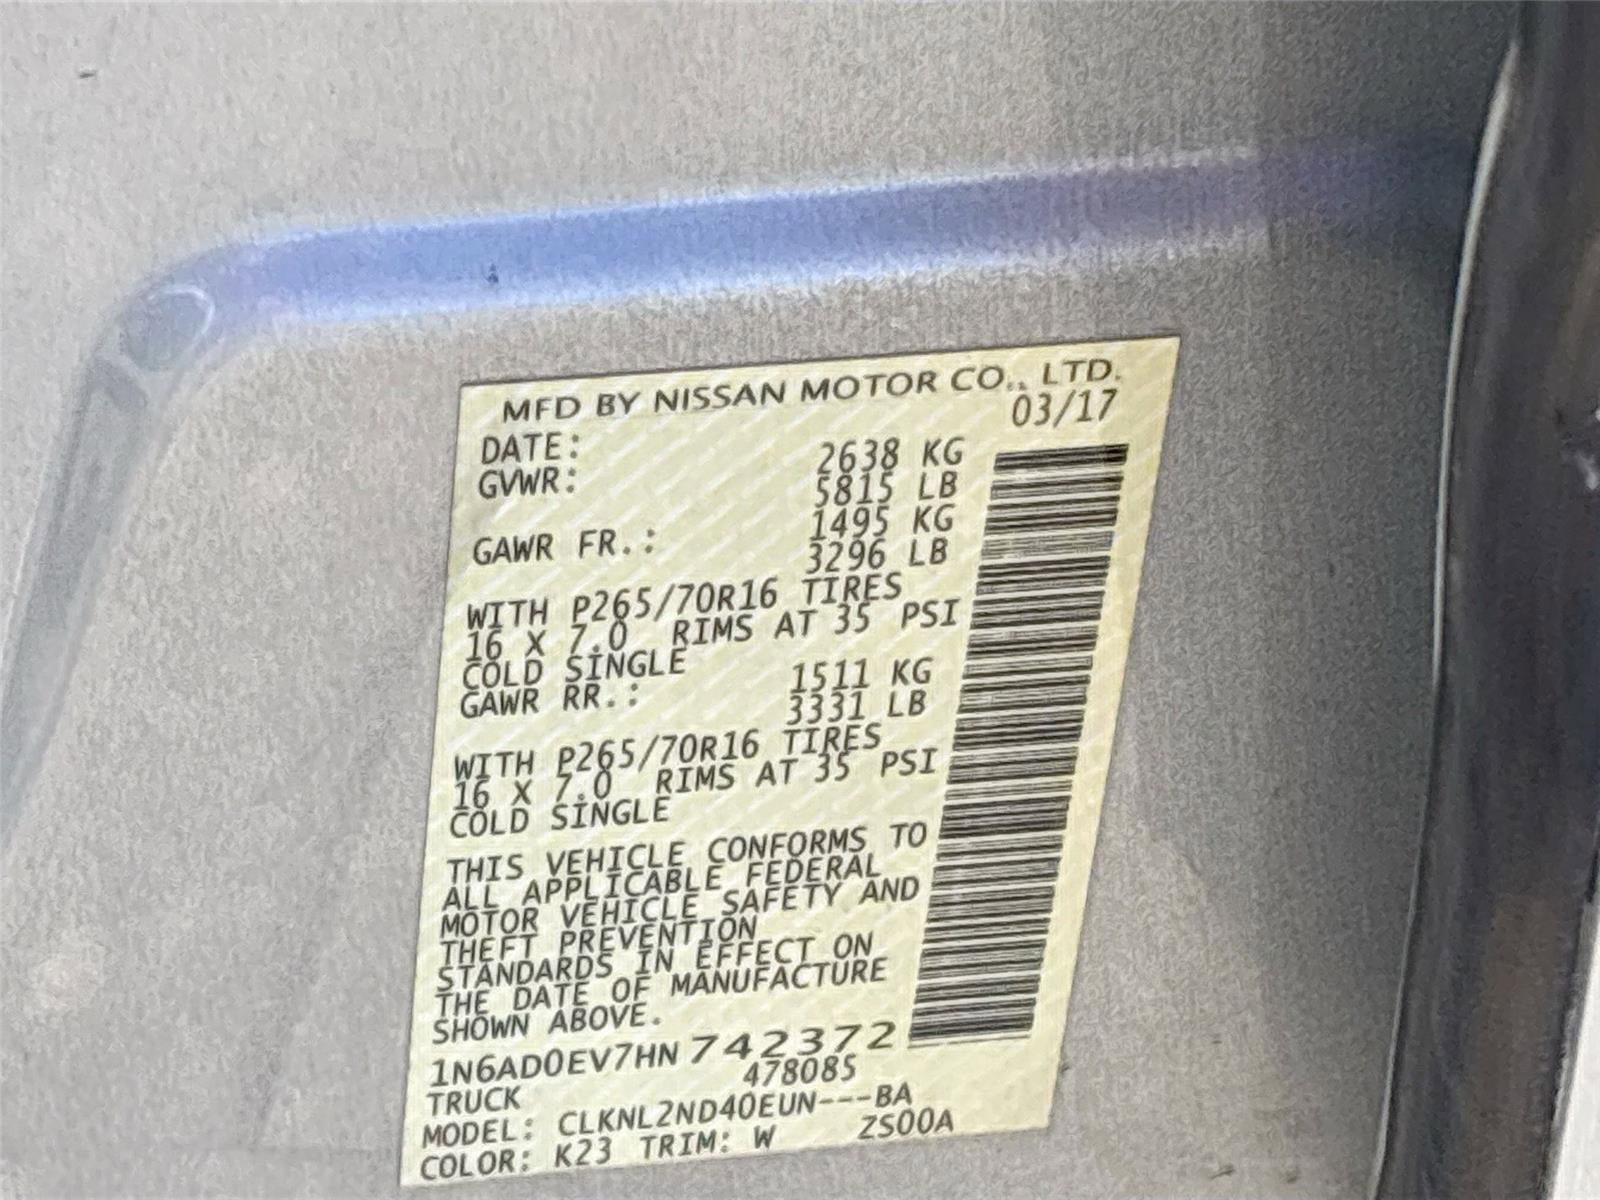 MFD BY NISSAN MOTOR CO., LTD.
DATE: 03/17
GVWR: 2638 KG
5815 LB
GAWR FR.: 1495 KG
3296 LB
WITH P265/70R16 TIRES
16 X 7.0 RIMS AT 35 PSI
COLD SINGLE
GAWR RR.: 1511 KG
3331 LB
WITH P265/70R16 TIRES
16 X 7.0 RIMS AT 35 PSI
COLD SINGLE
THIS VEHICLE CONFORMS TO
ALL APPLICABLE FEDERAL
MOTOR VEHICLE SAFETY AND
THEFT PREVENTION
STANDARDS IN EFFECT ON
THE DATE OF MANUFACTURE
SHOWN ABOVE.
1N6AD0EV7HN 742372
TRUCK 478085
MODEL: CLKNL2ND40EUN---BA
COLOR: K23 TRIM: W ZS00A